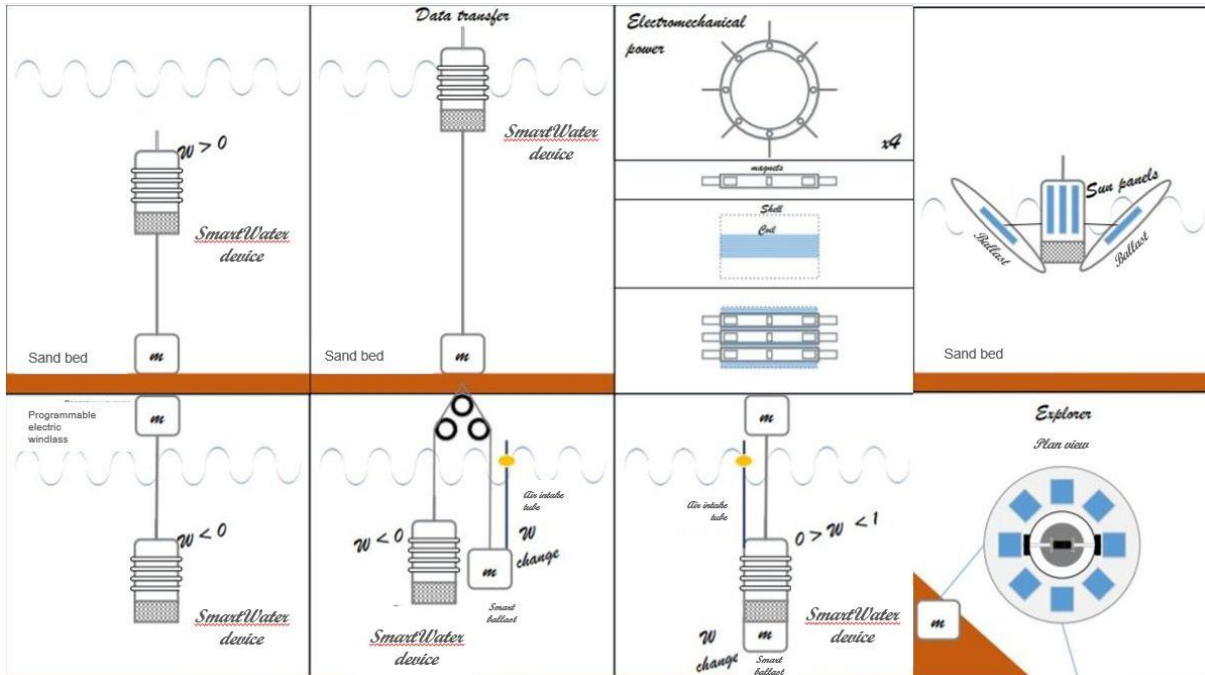 W > 0
SmartWater
device
m
Sand bed
Data transfer
SmartWater
device
m
Sand bed
Electromechanical
power
x4
magnets
Shell
Coil
Sun panels
Ballast
Ballast
Sand bed
Programmable
electric
windlass
m
W < 0
SmartWater
device
W < 0
Air intake
tube
W
change
m
Smart
ballast
SmartWater
device
m
Air intake
tube
0 > W < 1
SmartWater
device
W
change
m
Smart
ballast
Explorer
Plan view
m